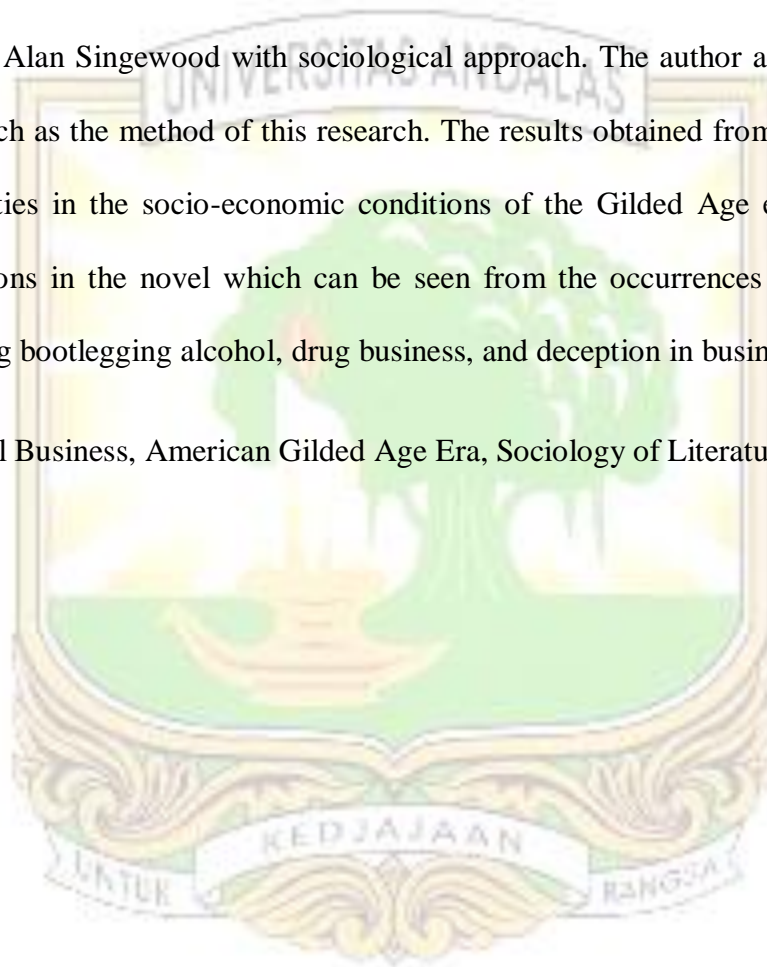 UNIVERSITAS ANDALAS
Alan Singewood with sociological approach. The author a
ch as the method of this research. The results obtained from
ties in the socio-economic conditions of the Gilded Age e
ons in the novel which can be seen from the occurrences
g bootlegging alcohol, drug business, and deception in busin
l Business, American Gilded Age Era, Sociology of Literatu
KEDJAJAAN
UNTUK
BANGSA